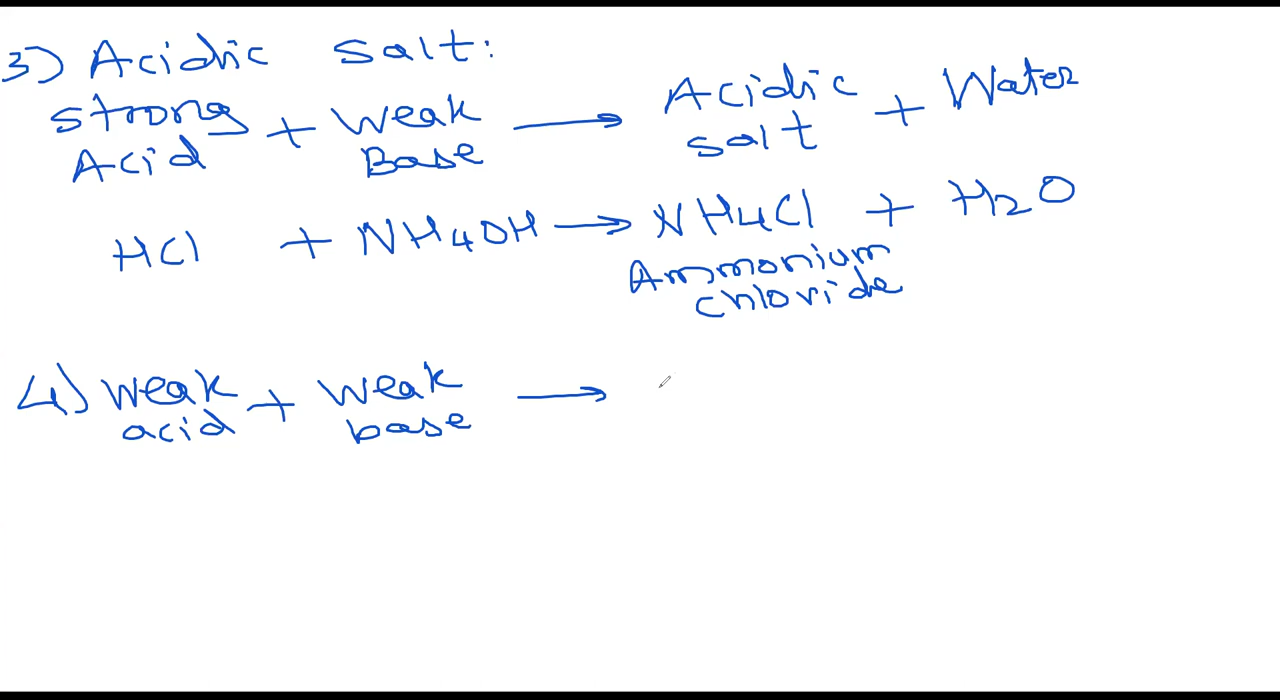 3) Acidic salt:
strong Acid + Weak Base → Acidic salt + Water
HCl + NH4OH → NH4Cl + H2O
Ammonium chloride
4) Weak acid + Weak base →